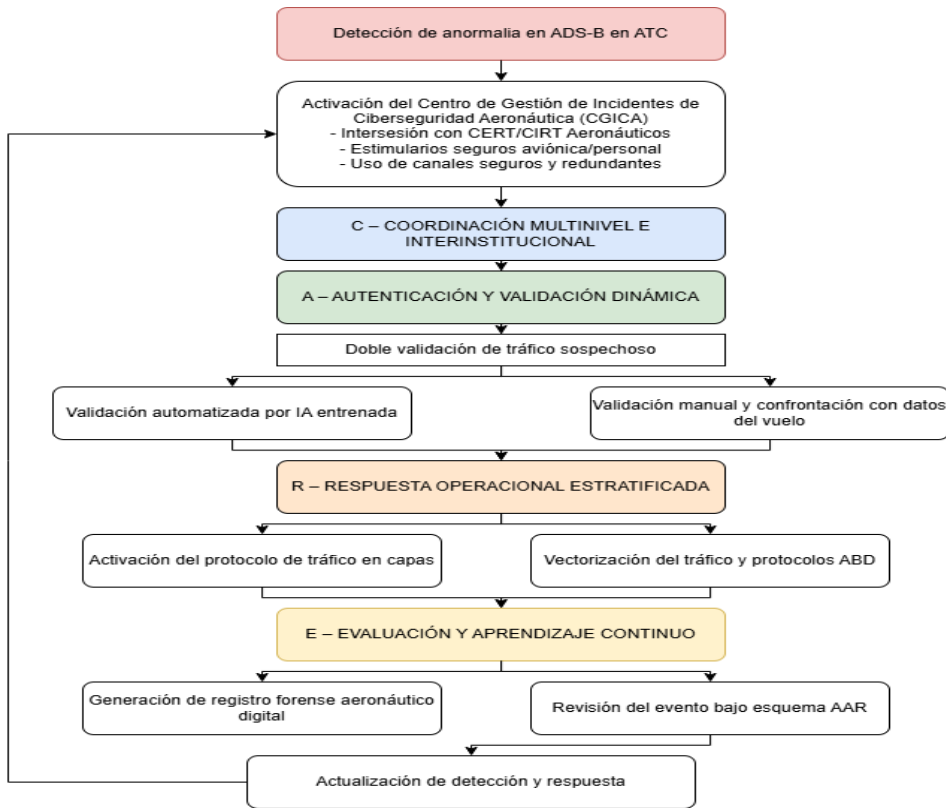 Detección de anormalia en ADS-B en ATC
Activación del Centro de Gestión de Incidentes de
Ciberseguridad Aeronáutica (CGICA)
- Intersesión con CERT/CIRT Aeronáuticos
- Estimularios seguros aviónica/personal
- Uso de canales seguros y redundantes
C – COORDINACIÓN MULTINIVEL E
INTERINSTITUCIONAL
A – AUTENTICACIÓN Y VALIDACIÓN DINÁMICA
Doble validación de tráfico sospechoso
Validación automatizada por IA entrenada
Validación manual y confrontación con datos
del vuelo
R – RESPUESTA OPERACIONAL ESTRATIFICADA
Activación del protocolo de tráfico en capas
Vectorización del tráfico y protocolos ABD
E – EVALUACIÓN Y APRENDIZAJE CONTINUO
Generación de registro forense aeronáutico
digital
Revisión del evento bajo esquema AAR
Actualización de detección y respuesta